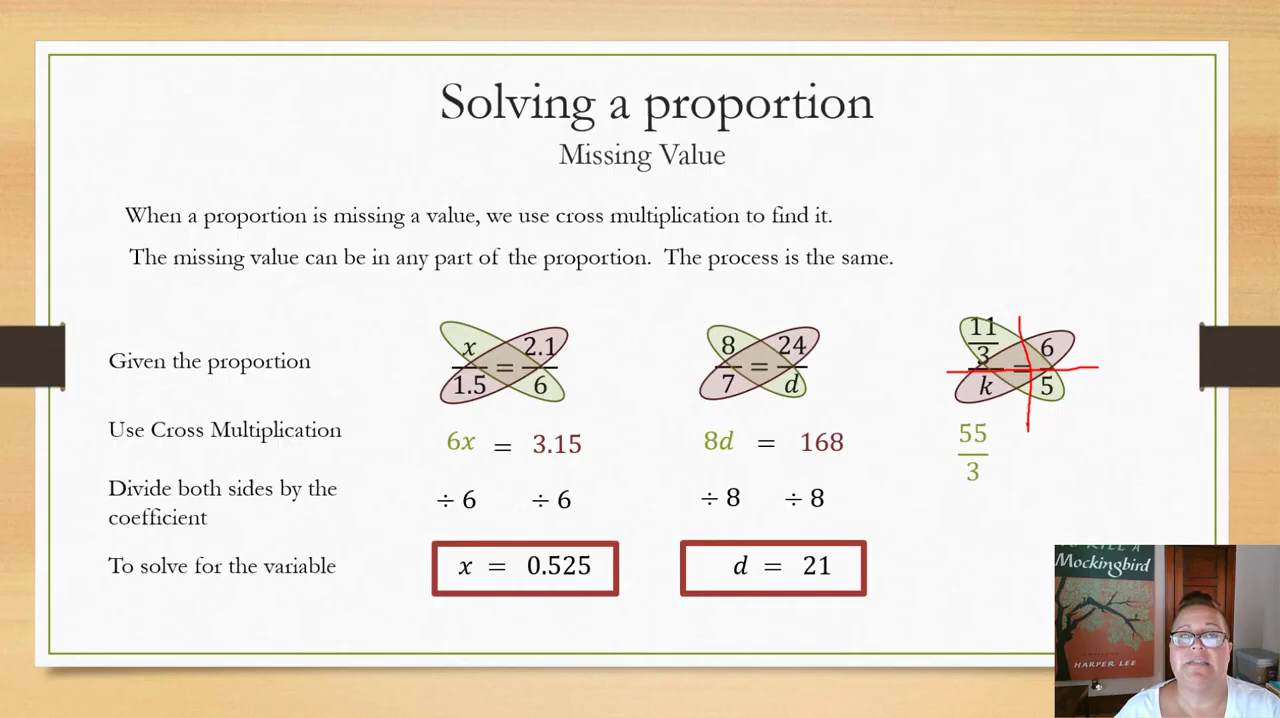 Solving a proportion
Missing Value
When a proportion is missing a value, we use cross multiplication to find it.
The missing value can be in any part of the proportion.  The process is the same.
Given the proportion
x/1.5 = 2.1/6
8/7 = 24/d
11/3/k = 6/5
Use Cross Multiplication
6x = 3.15
8d = 168
55/3
Divide both sides by the
coefficient
÷ 6 ÷ 6
÷ 8 ÷ 8
To solve for the variable
x = 0.525
d = 21
Mockingbird
HARPER LEE